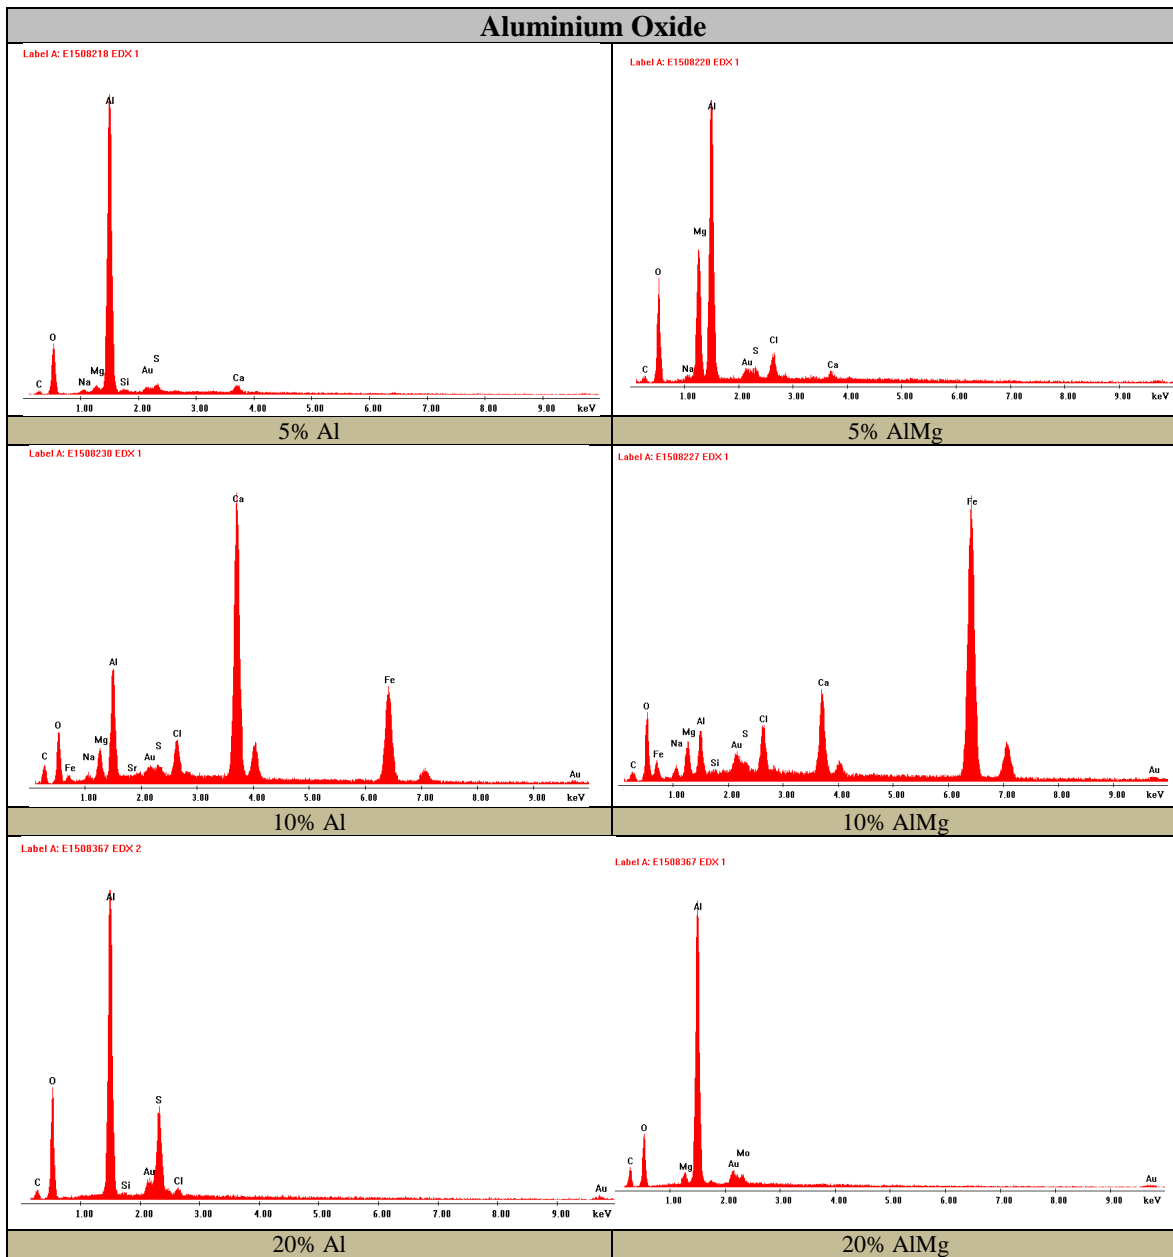 Aluminium Oxide
Label A: E1508218 EDX 1
Al
O
C
Na
Mg
Si
Au
S
Ca
1.00 2.00 3.00 4.00 5.00 6.00 7.00 8.00 9.00 keV
5% Al
Label A: E1508220 EDX 1
Al
Mg
O
C
Na
Au
S
Cl
Ca
1.00 2.00 3.00 4.00 5.00 6.00 7.00 8.00 9.00 keV
5% AlMg
Label A: E1508230 EDX 1
Ca
Al
Fe
O
C
Fe
Na
Mg
Sr
Au
S
Cl
Au
1.00 2.00 3.00 4.00 5.00 6.00 7.00 8.00 9.00 keV
10% Al
Label A: E1508227 EDX 1
Fe
Ca
O
C
Fe
Na
Mg
Al
Si
Au
S
Cl
Au
1.00 2.00 3.00 4.00 5.00 6.00 7.00 8.00 9.00 keV
10% AlMg
Label A: E1508367 EDX 2
Al
O
S
C
Si
Au
Cl
Au
1.00 2.00 3.00 4.00 5.00 6.00 7.00 8.00 9.00 keV
20% Al
Label A: E1508367 EDX 1
Al
O
C
Mg
Au
Mo
Au
1.00 2.00 3.00 4.00 5.00 6.00 7.00 8.00 9.00 keV
20% AlMg